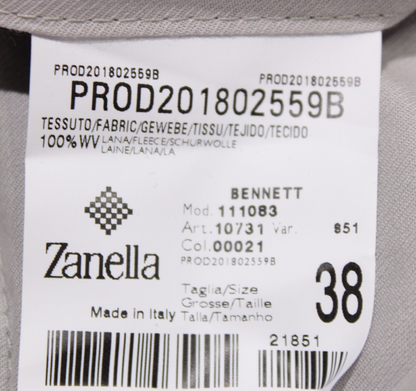 PROD201802559B
PROD201802559B
PROD201802559B
TESSUTO/FABRIC/GEWEBE/TISSU/TEJIDO/TECIDO
100%WV LANA/FLEECE/SCHURWOLLE
LAINE/LANA/LA
BENNETT
Mod. 111083
Art. 10731 Var. 851
Col. 00021
PROD201802559B
Zanella
Taglia/Size
Grosse/Taille
Talla/Tamanho
38
Made in Italy
21851